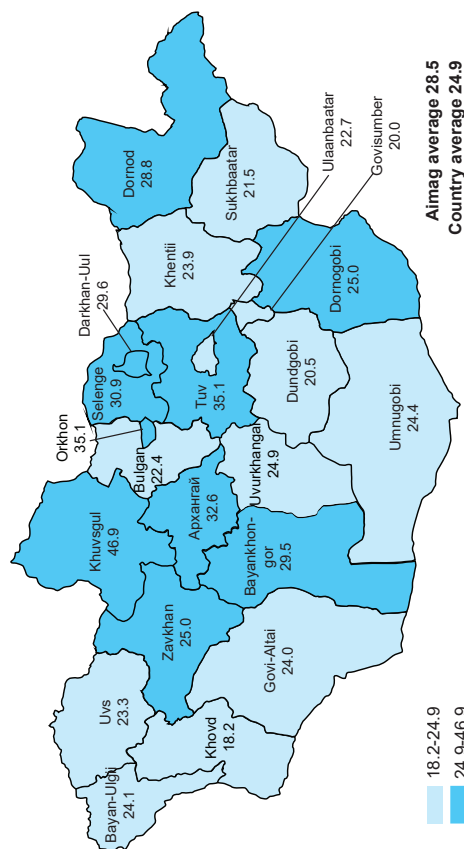 Bayan-Ulgii
24.1
Uvs
23.3
Khovd
18.2
Zavkhan
25.0
Govi-Altai
24.0
Khuvsgul
46.9
Bayankhon-
gor
29.5
Архангай
32.6
Orkhon
35.1
Bulgan
22.4
Uvurkhangai
24.9
Selenge
30.9
Darkhan-Uul
29.6
Tuv
35.1
Dundgobi
20.5
Umnugobi
24.4
Khentii
23.9
Dornogobi
25.0
Dornod
28.8
Sukhbaatar
21.5
Ulaanbaatar
22.7
Govisumber
20.0
18.2-24.9
24.9-46.9
Aimag average 28.5
Country average 24.9